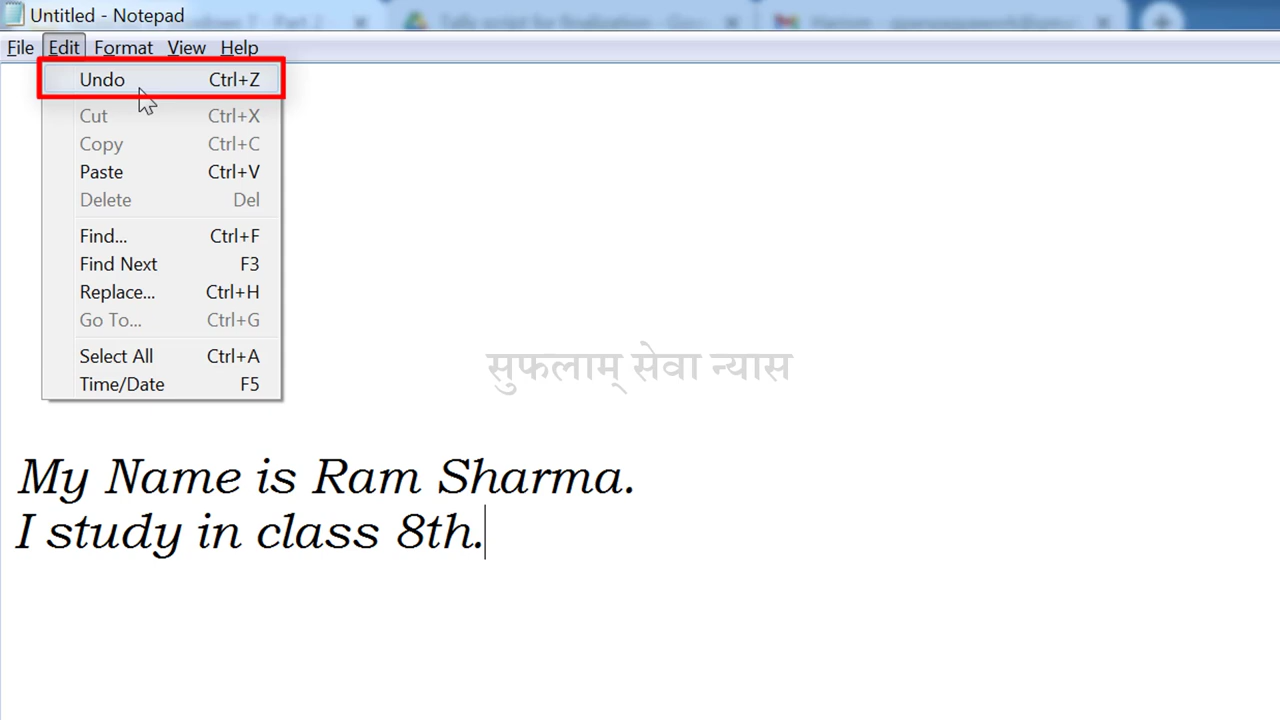 Untitled - Notepad
File Edit Format View Help
Undo Ctrl+Z
Cut Ctrl+X
Copy Ctrl+C
Paste Ctrl+V
Delete Del
Find... Ctrl+F
Find Next F3
Replace... Ctrl+H
Go To... Ctrl+G
Select All Ctrl+A
Time/Date F5
सुफलाम् सेवा न्यास
My Name is Ram Sharma.
I study in class 8th.